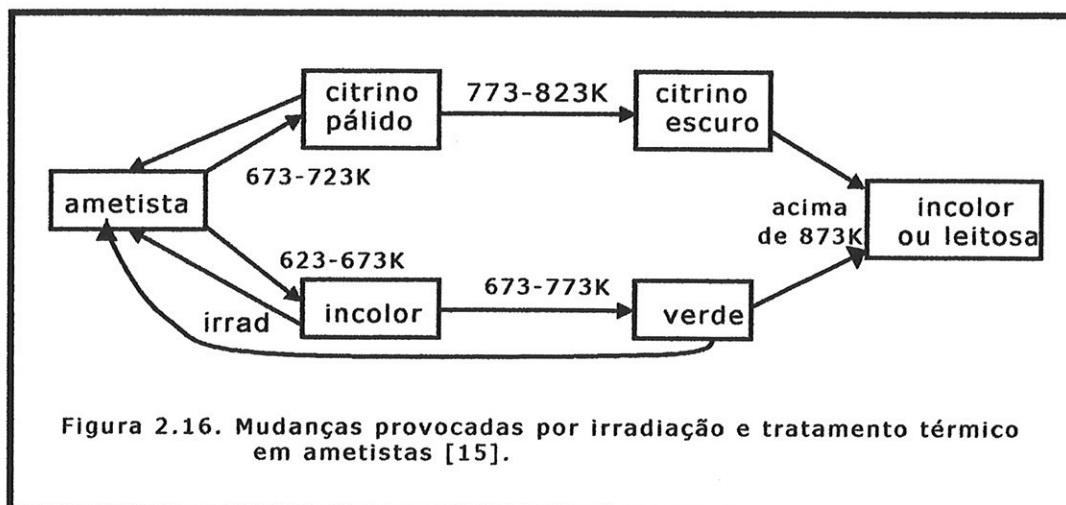 citrino
pálido
773-823K
citrino
escuro
673-723K
ametista
acima
de 873K
incolor
ou leitosa
623-673K
673-773K
irrad
incolor
verde
Figura 2.16. Mudanças provocadas por irradiação e tratamento térmico
em ametistas [15].